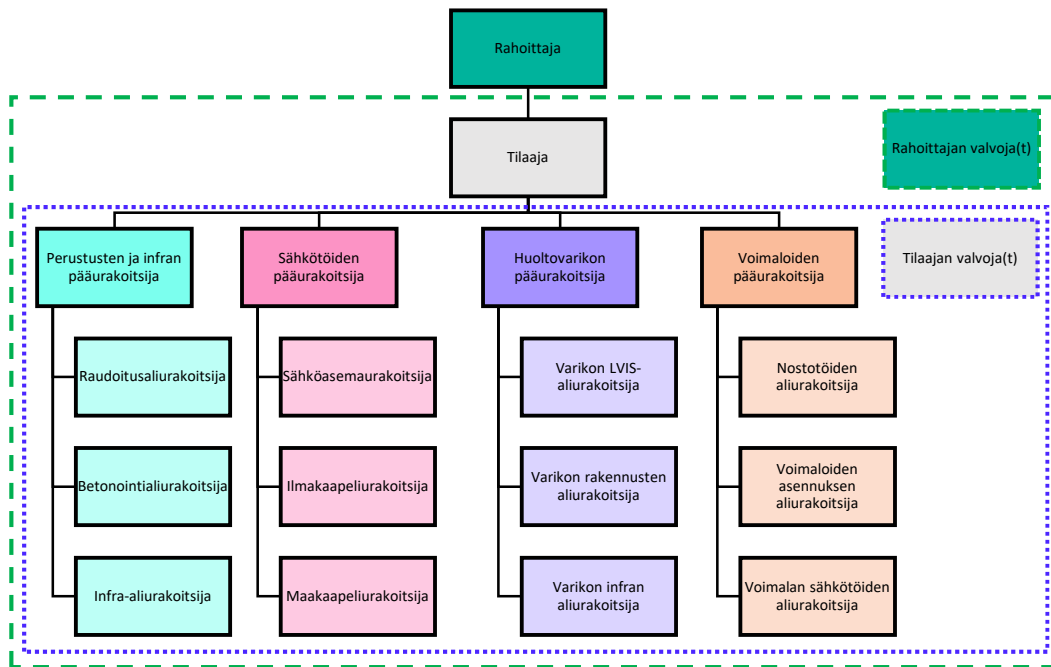 Rahoittaja
Tilaaja
Rahoittajan valvoja(t)
Tilaajan valvoja(t)
Perustusten ja infran
pääurakoitsija
Sähkötöiden
pääurakoitsija
Huoltovarikon
pääurakoitsija
Voimaloiden
pääurakoitsija
Raudoitusaliurakoitsija
Sähköasemaurakoitsija
Varikon LVIS-
aliurakoitsija
Nostotöiden
aliurakoitsija
Betonointialiurakoitsija
Ilmakaapeliurakoitsija
Varikon rakennusten
aliurakoitsija
Voimaloiden
asennuksen
aliurakoitsija
Infra-aliurakoitsija
Maakaapeliurakoitsija
Varikon infran
aliurakoitsija
Voimalan sähkötöiden
aliurakoitsija